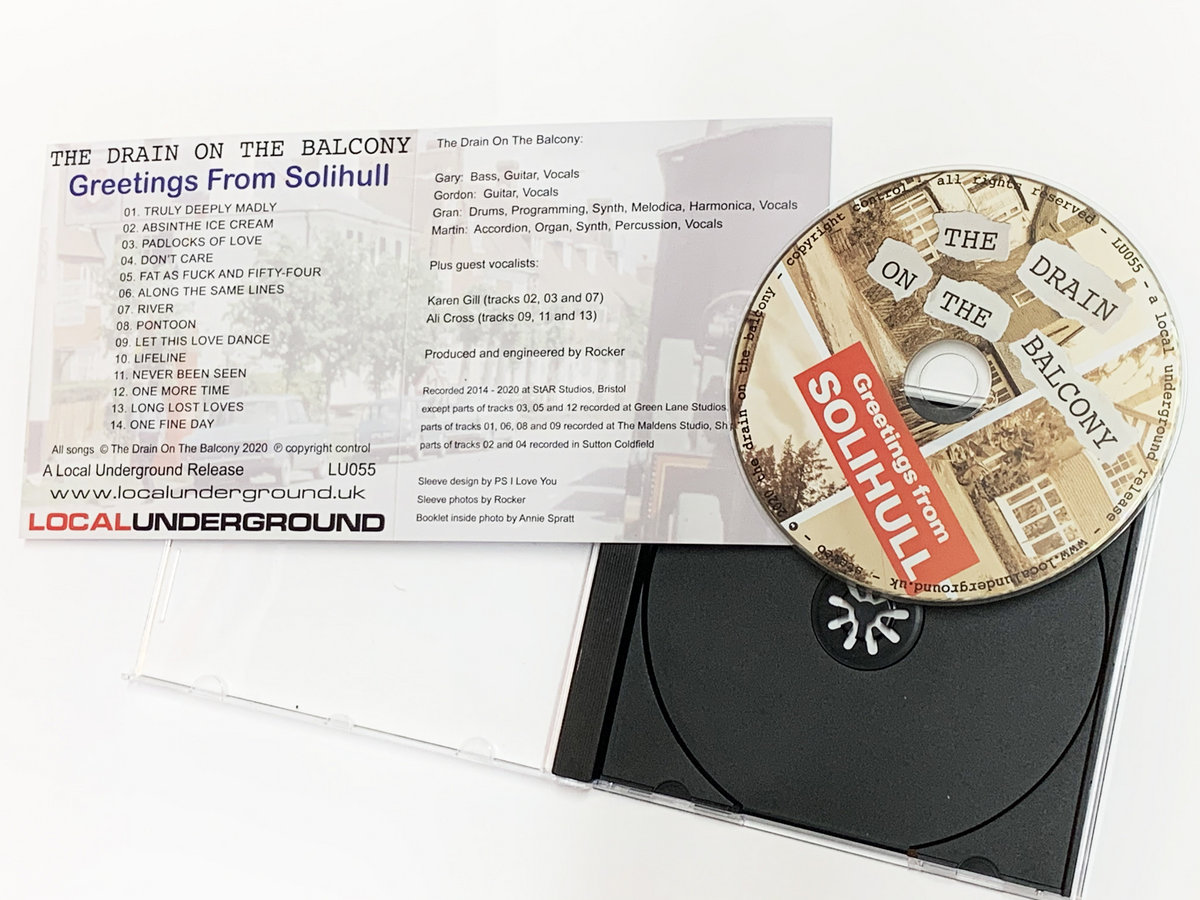 THE DRAIN ON THE BALCONY
Greetings From Solihull
01. TRULY DEEPLY MADLY
02. ABSINTHE ICE CREAM
03. PADLOCKS OF LOVE
04. DON'T CARE
05. FAT AS FUCK AND FIFTY-FOUR
06. ALONG THE SAME LINES
07. RIVER
08. PONTOON
09. LET THIS LOVE DANCE
10. LIFELINE
11. NEVER BEEN SEEN
12. ONE MORE TIME
13. LONG LOST LOVES
14. ONE FINE DAY
All songs © The Drain On The Balcony 2020 ℗ copyright control
A Local Underground Release LU055
www.localunderground.uk
LOCALUNDERGROUND
The Drain On The Balcony:
Gary: Bass, Guitar, Vocals
Gordon: Guitar, Vocals
Gran: Drums, Programming, Synth, Melodica, Harmonica, Vocals
Martin: Accordion, Organ, Synth, Percussion, Vocals
Plus guest vocalists:
Karen Gill (tracks 02, 03 and 07)
Ali Cross (tracks 09, 11 and 13)
Produced and engineered by Rocker
Recorded 2014 - 2020 at StAR Studios, Bristol
except parts of tracks 03, 05 and 12 recorded at Green Lane Studios,
parts of tracks 01, 06, 08 and 09 recorded at The Maldens Studio,
parts of tracks 02 and 04 recorded in Sutton Coldfield
Sleeve design by PS I Love You
Sleeve photos by Rocker
Booklet inside photo by Annie Spratt
THE DRAIN
ON THE
BALCONY
Greetings from
SOLIHULL
2020 the drain on the balcony - copyright control - all rights reserved - LU055 - a local underground release - www.localunderground.uk - stereo -